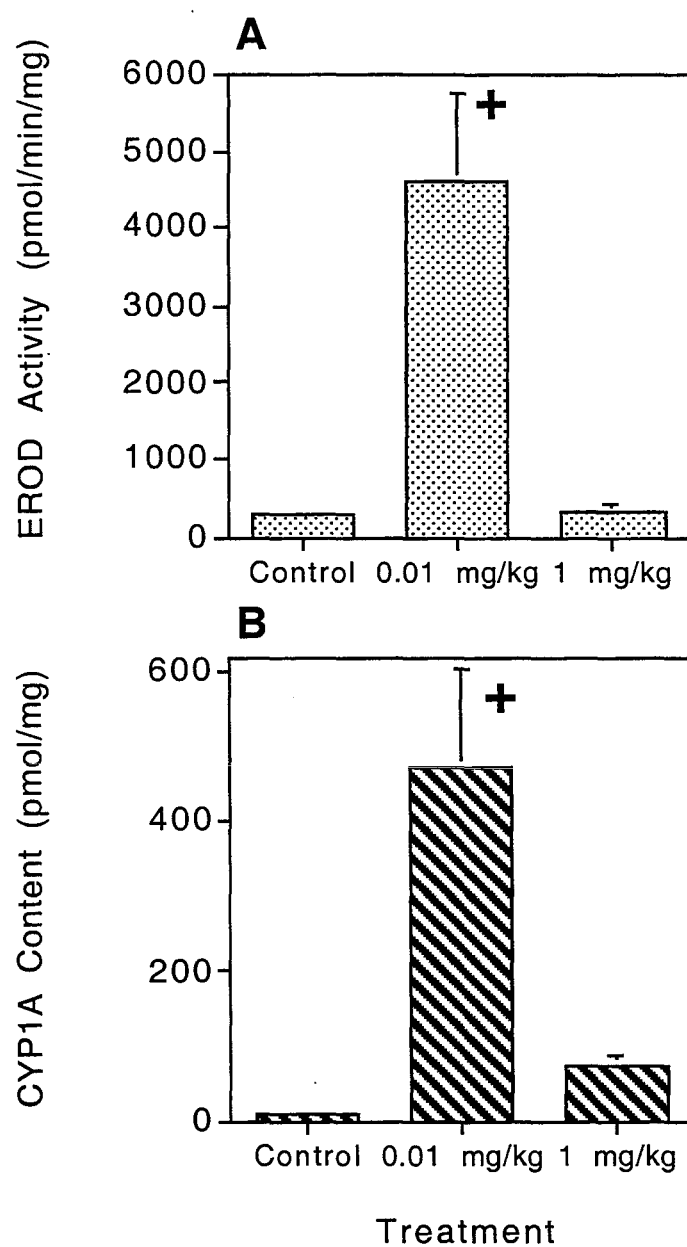 A
EROD Activity (pmol/min/mg)
6000
5000
4000
3000
2000
1000
0
+
Control 0.01 mg/kg 1 mg/kg
B
CYP1A Content (pmol/mg)
600
400
200
0
+
Control 0.01 mg/kg 1 mg/kg
Treatment